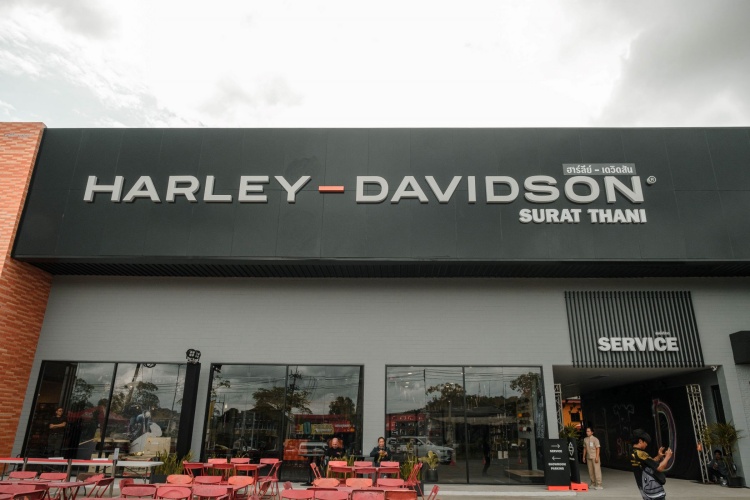 ฮาร์ลีย์ - เดวิดสัน
HARLEY-DAVIDSON®
SURAT THANI
SERVICE